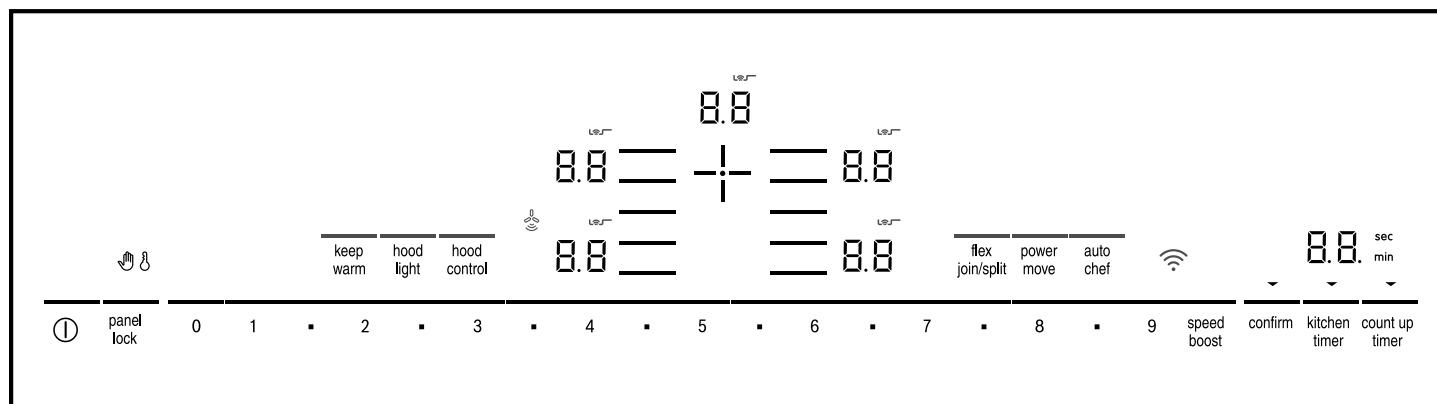 8.8
8.8
8.8
8.8
8.8
keep
warm
hood
light
hood
control
flex
join/split
power
move
auto
chef
8.8.
sec
min
panel
lock
0 1 2 3 4 5 6 7 8 9
speed
boost
confirm
kitchen
timer
count up
timer